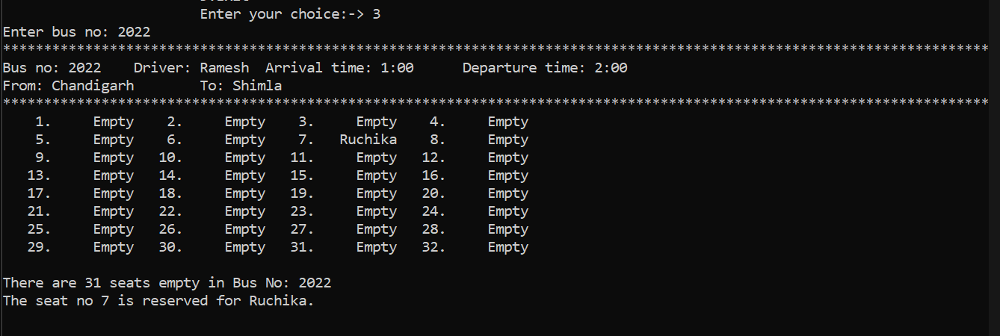 Enter your choice:-> 3
Enter bus no: 2022
************************************************************************************************************************
Bus no: 2022    Driver: Ramesh  Arrival time: 1:00      Departure time: 2:00
From: Chandigarh        To: Shimla
************************************************************************************************************************
    1.     Empty    2.     Empty    3.     Empty    4.     Empty
    5.     Empty    6.     Empty    7.   Ruchika    8.     Empty
    9.     Empty   10.     Empty   11.     Empty   12.     Empty
   13.     Empty   14.     Empty   15.     Empty   16.     Empty
   17.     Empty   18.     Empty   19.     Empty   20.     Empty
   21.     Empty   22.     Empty   23.     Empty   24.     Empty
   25.     Empty   26.     Empty   27.     Empty   28.     Empty
   29.     Empty   30.     Empty   31.     Empty   32.     Empty
There are 31 seats empty in Bus No: 2022
The seat no 7 is reserved for Ruchika.